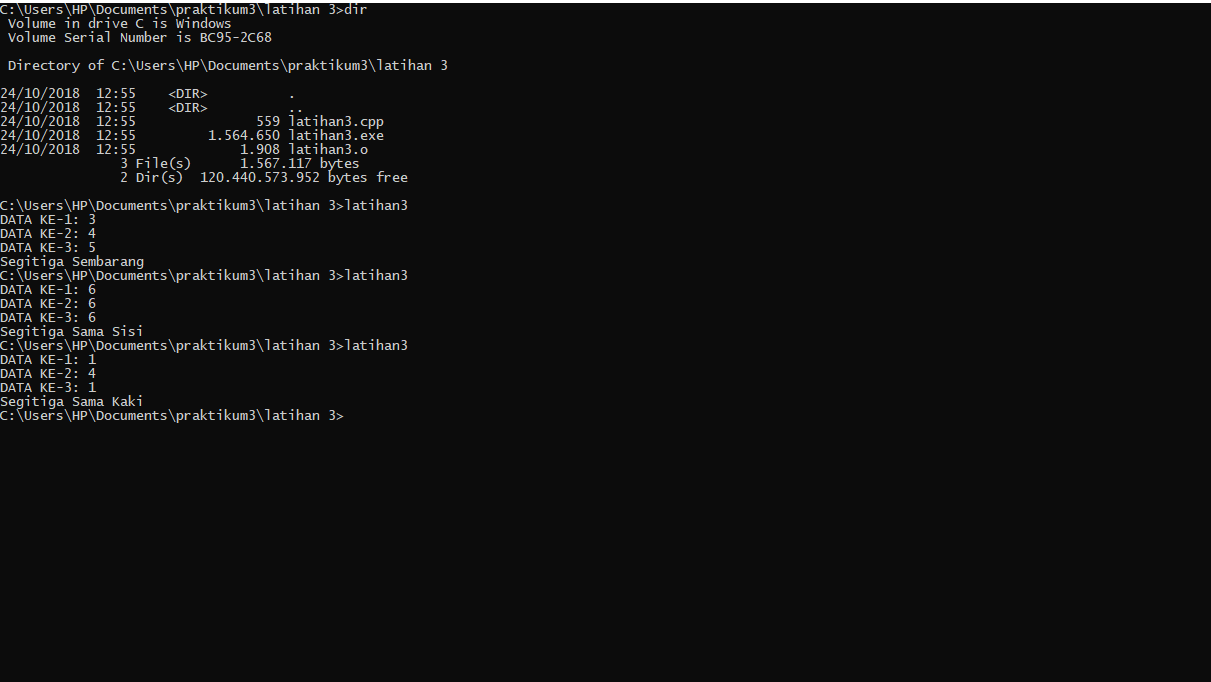 C:\Users\HP\Documents\praktikum3\latihan 3>dir
 Volume in drive C is Windows
 Volume Serial Number is BC95-2C68

 Directory of C:\Users\HP\Documents\praktikum3\latihan 3

24/10/2018  12:55    <DIR>          .
24/10/2018  12:55    <DIR>          ..
24/10/2018  12:55               559 latihan3.cpp
24/10/2018  12:55         1.564.650 latihan3.exe
24/10/2018  12:55             1.908 latihan3.o
               3 File(s)      1.567.117 bytes
               2 Dir(s)  120.440.573.952 bytes free

C:\Users\HP\Documents\praktikum3\latihan 3>latihan3
DATA KE-1: 3
DATA KE-2: 4
DATA KE-3: 5
Segitiga Sembarang
C:\Users\HP\Documents\praktikum3\latihan 3>latihan3
DATA KE-1: 6
DATA KE-2: 6
DATA KE-3: 6
Segitiga Sama Sisi
C:\Users\HP\Documents\praktikum3\latihan 3>latihan3
DATA KE-1: 1
DATA KE-2: 4
DATA KE-3: 1
Segitiga Sama Kaki
C:\Users\HP\Documents\praktikum3\latihan 3>